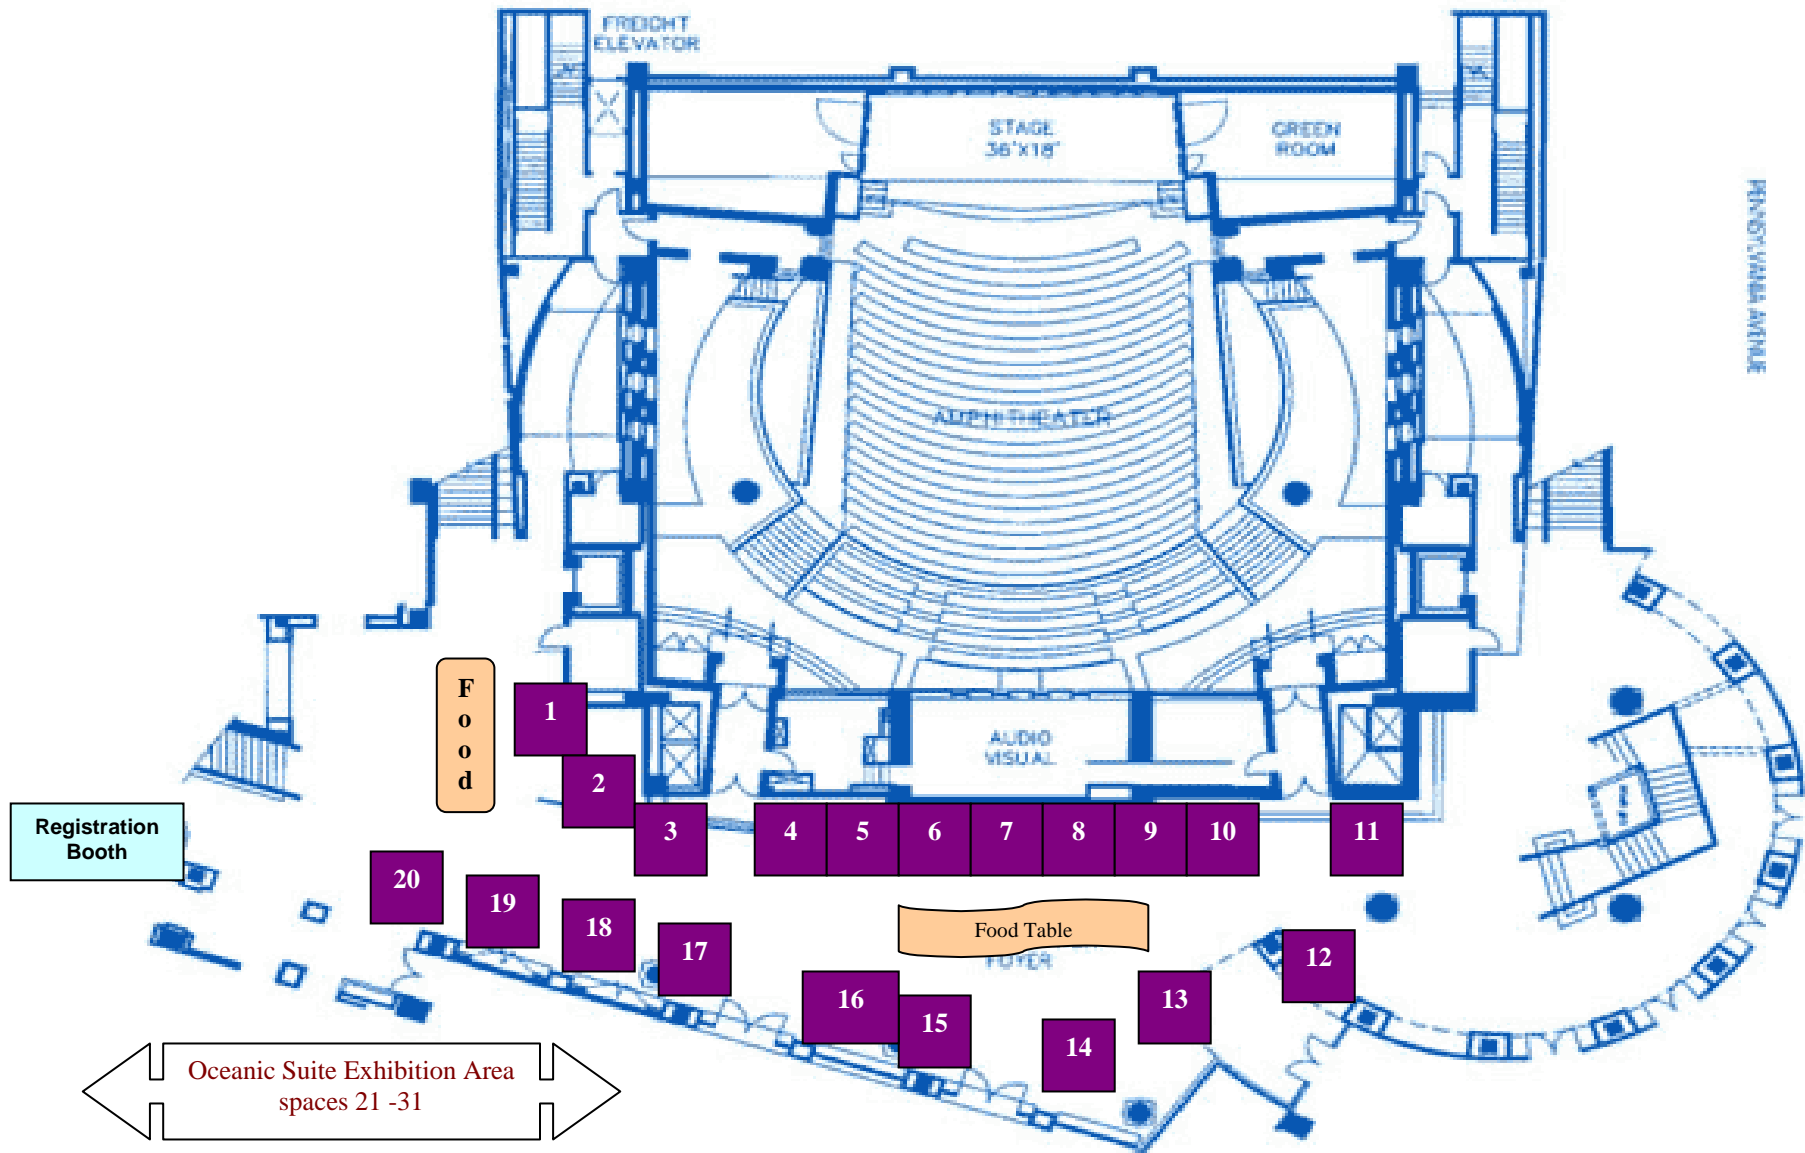 FREIGHT
ELEVATOR
STAGE
36'X18'
GREEN
ROOM
PENNSYLVANIA AVENUE
AMPHITHEATER
F
o
o
d
1
2
AUDIO
VISUAL
Registration
Booth
3
4
5
6
7
8
9
10
11
20
19
18
17
Food Table
FOYER
12
16
15
13
14
Oceanic Suite Exhibition Area
spaces 21 -31